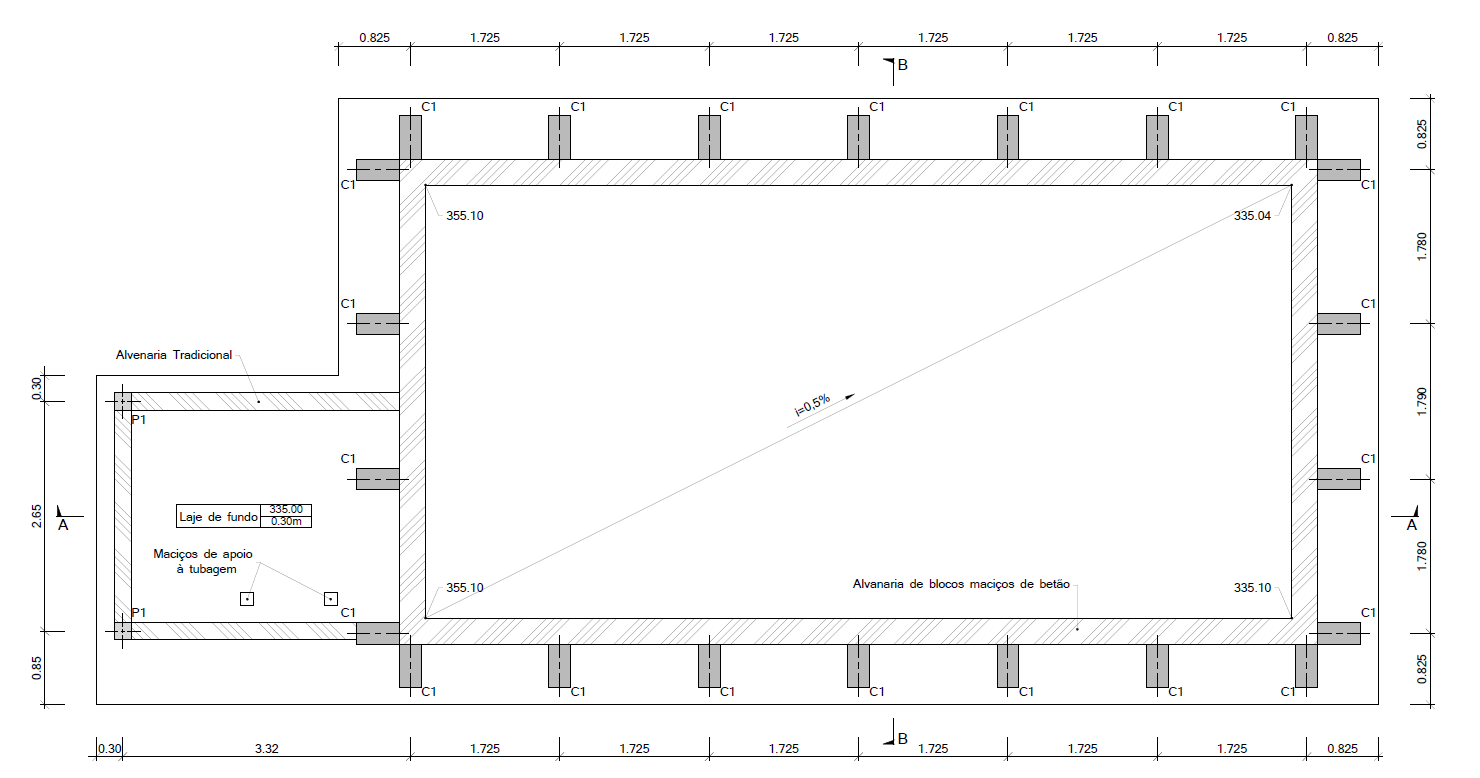 0.825 1.725 1.725 1.725 1.725 1.725 1.725 0.825
B
C1 C1 C1 C1 C1 C1 C1
0.825
C1 C1
355.10 335.04
1.780
C1 C1
Alvenaria Tradicional
0.30
i=0,5%
1.790
P1
C1 C1
335.00
Laje de fundo
0.30m
2.65
A A
Maciços de apoio
à tubagem
1.780
355.10 Alvanaria de blocos maciços de betão 335.10
P1 C1 C1
0.85 0.825
C1 C1 C1 C1 C1 C1 C1
B
0.30 3.32 1.725 1.725 1.725 1.725 1.725 1.725 0.825